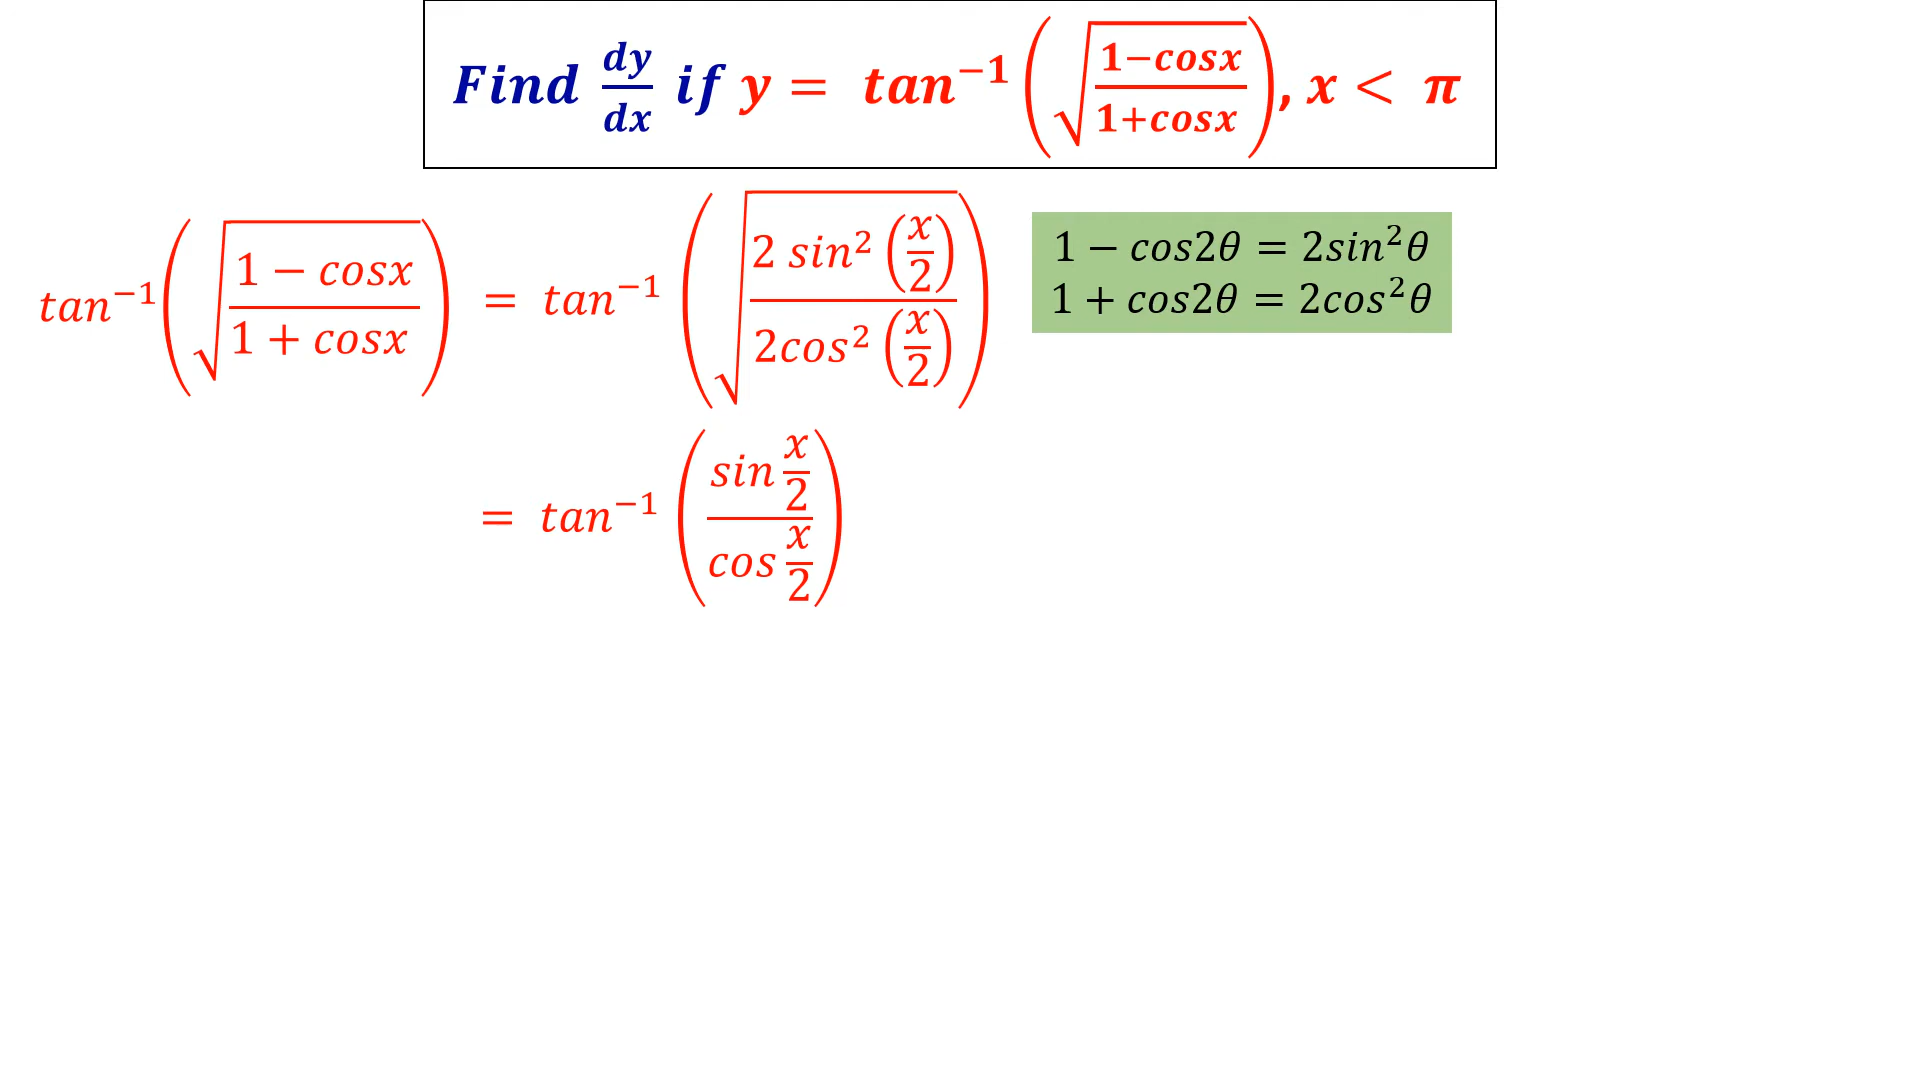 Find dy/dx if y = tan⁻¹(√((1−cosx)/(1+cosx))), x < π
tan⁻¹(√((1 − cosx)/(1 + cosx))) = tan⁻¹(√((2 sin²(x/2))/(2cos²(x/2))))
1 − cos2θ = 2sin²θ
1 + cos2θ = 2cos²θ
= tan⁻¹((sin x/2)/(cos x/2))